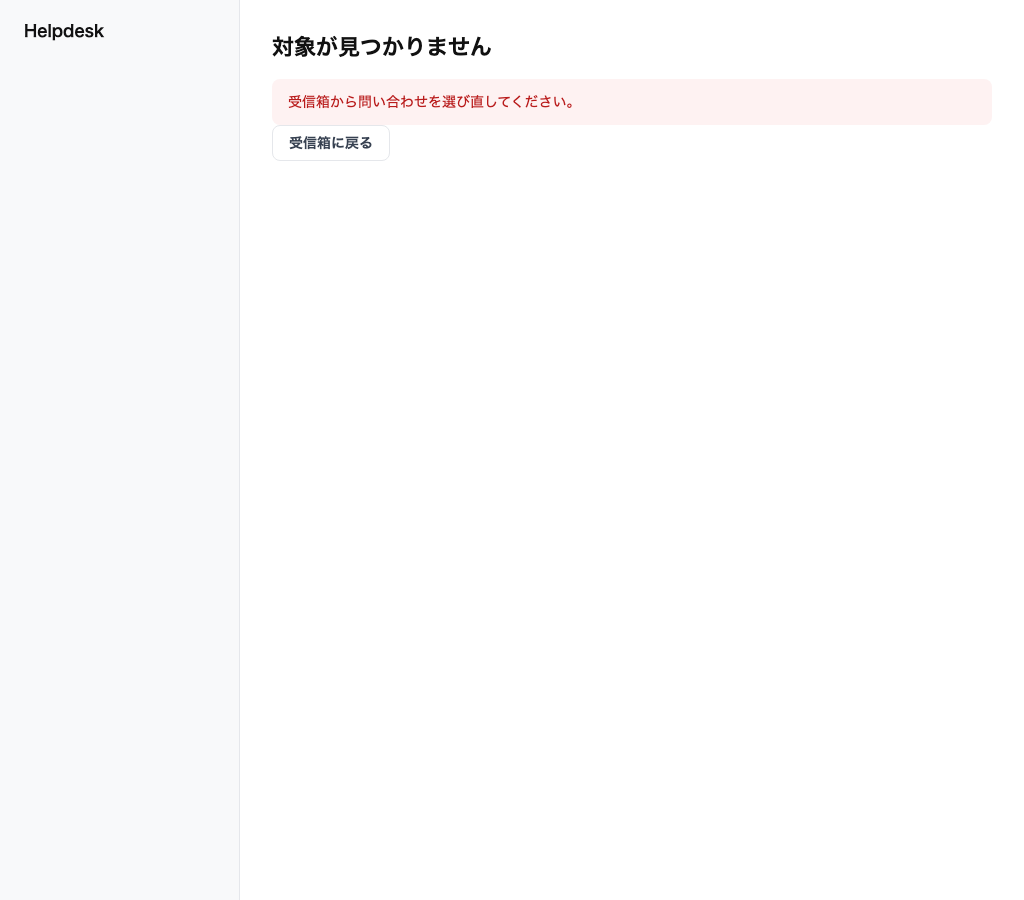 Helpdesk
対象が見つかりません
受信箱から問い合わせを選び直してください。
受信箱に戻る